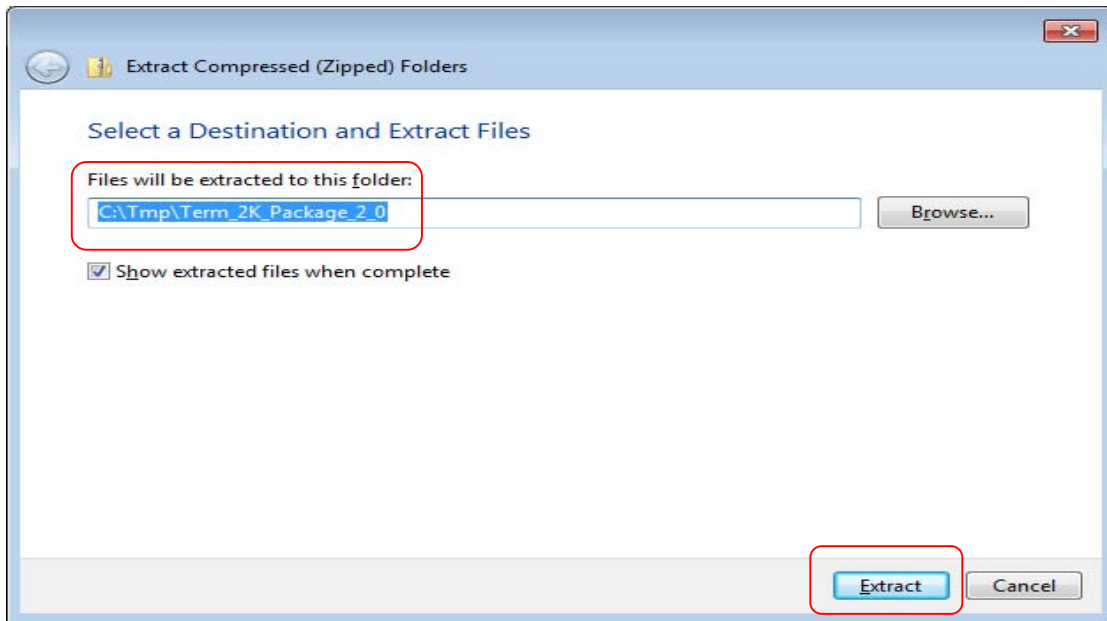 Extract Compressed (Zipped) Folders
Select a Destination and Extract Files
Files will be extracted to this folder:
C:\Tmp\Term_2K_Package_2_0
Browse...
Show extracted files when complete
Extract
Cancel